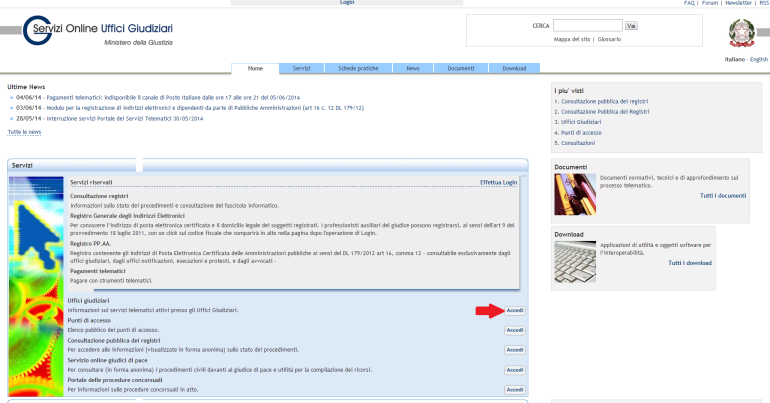 Login
FAQ | Forum | Newsletter | RSS
Servizi Online Uffici Giudiziari
Ministero della Giustizia
CERCA
Vai
Mappa del sito | Glossario
Italiano - English
Home
Servizi
Schede pratiche
News
Documenti
Download
Ultime News
04/06/14 - Pagamenti telematici: indisponibile il canale di Poste Italiane dalle ore 17 alle ore 21 del 05/06/2014
03/06/14 - Modulo per la registrazione di indirizzi elettronici e dipendenti da parte di Pubbliche Amministrazioni (art 16 c. 12 DL 179/12)
28/05/14 - Interruzione servizi Portale dei Servizi Telematici 30/05/2014
Tutte le news
I piu' visti
1. Consultazione pubblica dei registri
2. Consultazione Pubblica dei Registri
3. Uffici Giudiziari
4. Punti di accesso
5. Consultazioni
Servizi
Servizi riservati
Effettua Login
Consultazione registri
Informazioni sullo stato dei procedimenti e consultazione del fascicolo informatico.
Registro Generale degli Indirizzi Elettronici
Per conoscere l'indirizzo di posta elettronica certificata e il domicilio legale dei soggetti registrati. I professionisti ausiliari del giudice possono registrarsi, ai sensi dell'art 9 del
provvedimento 18 luglio 2011, con un click sul codice fiscale che comparirà in alto nella pagina dopo l'operazione di Login.
Registro PP.AA.
Registro contenente gli indirizzi di Posta Elettronica Certificata delle Amministrazioni pubbliche ai sensi del DL 179/2012 art 16, comma 12 - consultabile esclusivamente dagli
uffici giudiziari, dagli uffici notificazioni, esecuzioni e protesti, e dagli avvocati -
Pagamenti telematici
Pagare con strumenti telematici.
Uffici giudiziari
Informazioni sui servizi telematici attivi presso gli Uffici Giudiziari.
Accedi
Punti di accesso
Elenco pubblico dei punti di accesso.
Accedi
Consultazione pubblica dei registri
Per accedere alle informazioni (visualizzate in forma anonima) sullo stato dei procedimenti.
Accedi
Servizio online giudici di pace
Per consultare (in forma anonima) i procedimenti civili davanti al giudice di pace e utilità per la compilazione dei ricorsi.
Accedi
Portale delle procedure concorsuali
Per informazioni sulle procedure concorsuali in atto.
Accedi
Documenti
Documenti normativi, tecnici e di approfondimento sul
processo telematico.
Tutti i documenti
Download
Applicazioni di utilità e oggetti software per
l'interoperabilità.
Tutti i download